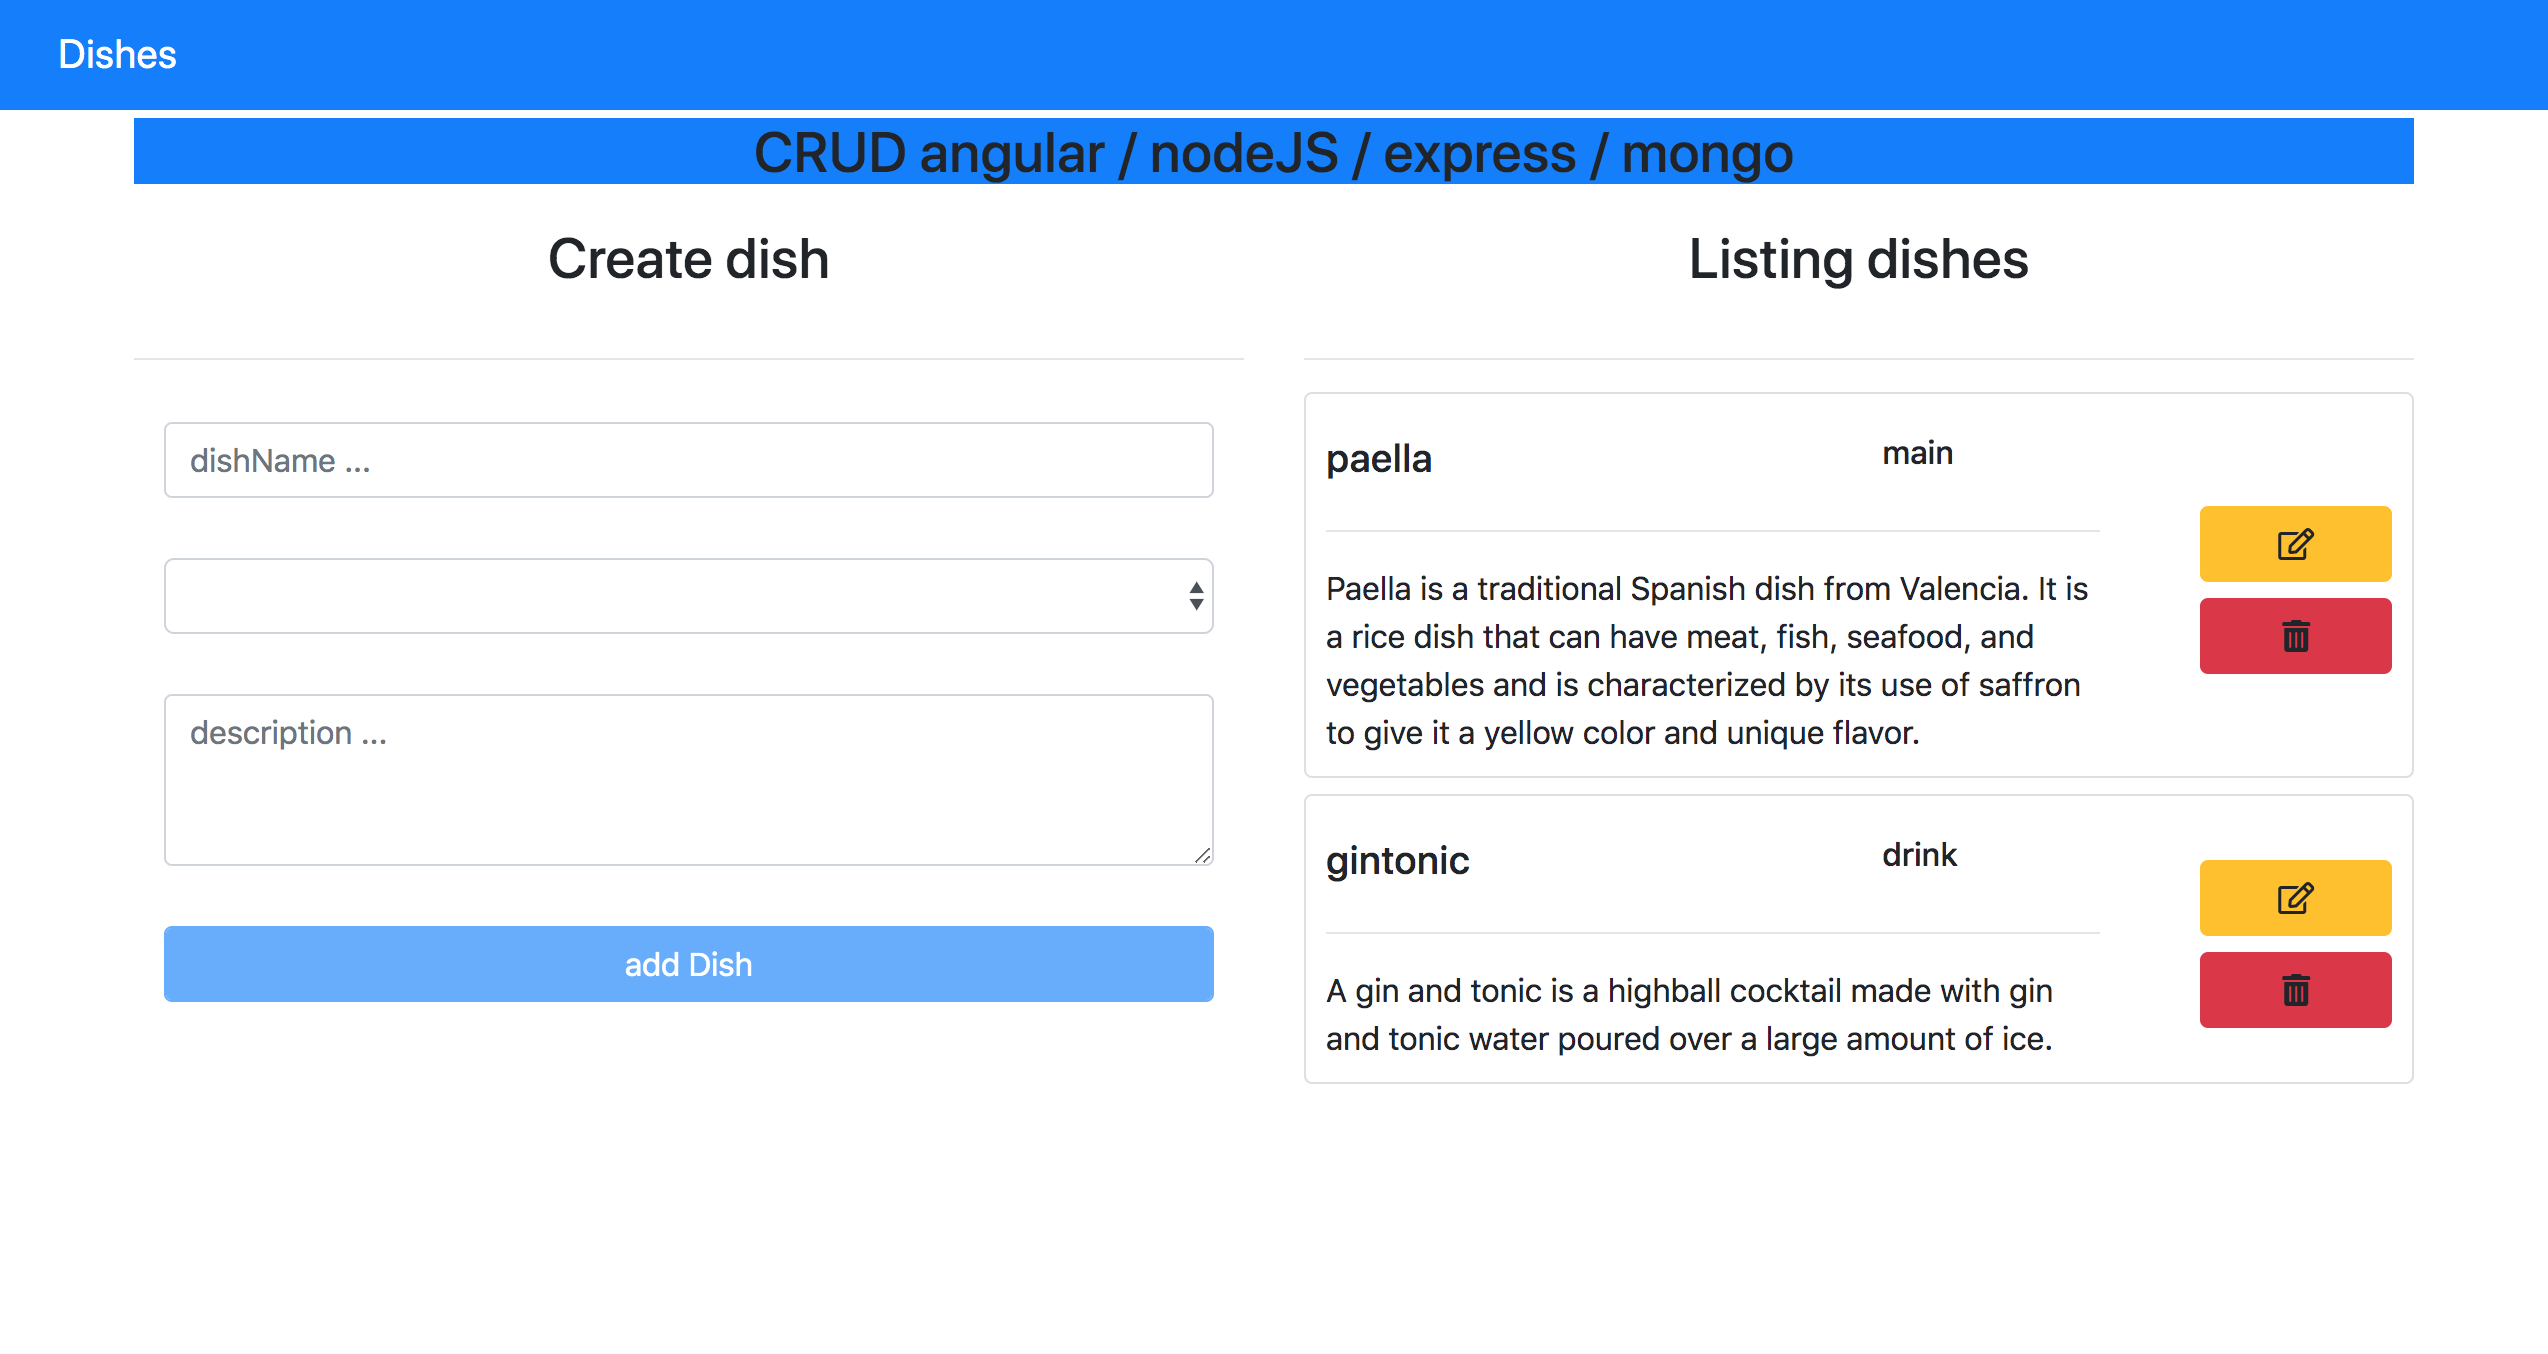 Dishes
CRUD angular / nodeJS / express / mongo
Create dish
dishName ...
description ...
add Dish
Listing dishes
paella
main
Paella is a traditional Spanish dish from Valencia. It is
a rice dish that can have meat, fish, seafood, and
vegetables and is characterized by its use of saffron
to give it a yellow color and unique flavor.
gintonic
drink
A gin and tonic is a highball cocktail made with gin
and tonic water poured over a large amount of ice.